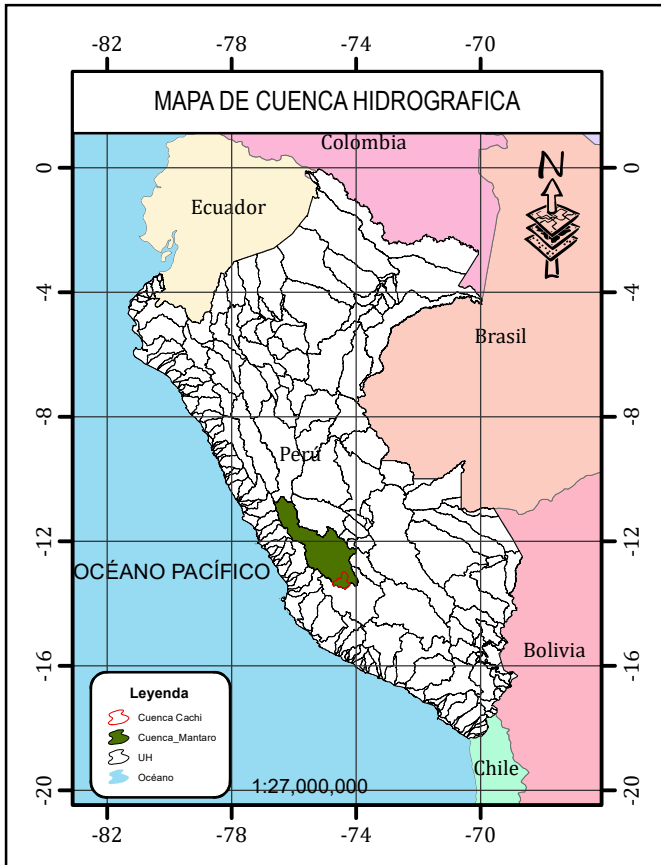 -82 -78 -74 -70
MAPA DE CUENCA HIDROGRAFICA
Colombia
0 0
N
Ecuador
-4 -4
Brasil
-8 -8
Perú
-12 -12
OCÉANO PACÍFICO
Bolivia
-16 -16
Leyenda
Cuenca Cachi
Cuenca_Mantaro
UH
Océano
Chile
1:27,000,000
-20 -20
-82 -78 -74 -70